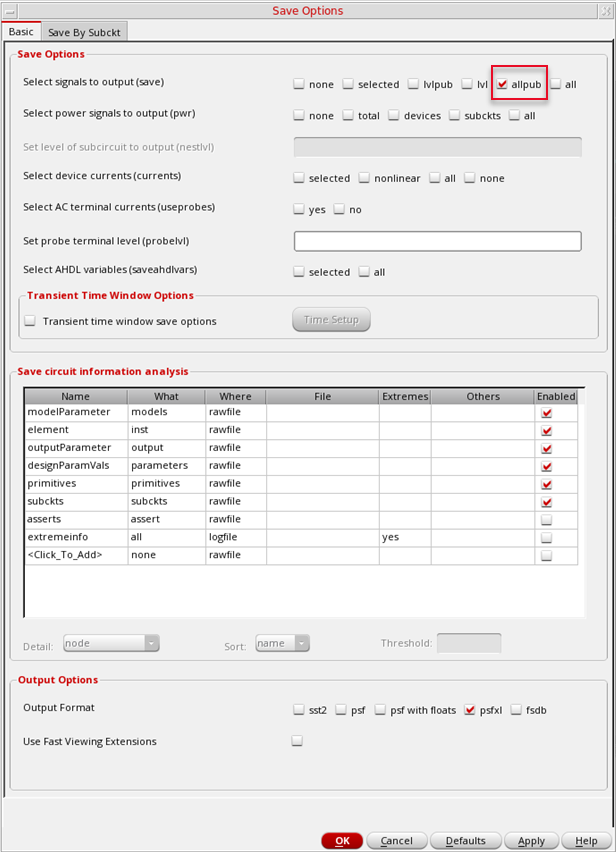 Save Options
Basic Save By Subckt
Save Options
Select signals to output (save) none selected lvlpub lvl allpub all
Select power signals to output (pwr) none total devices subckts all
Set level of subcircuit to output (nestlvl)
Select device currents (currents) selected nonlinear all none
Select AC terminal currents (useprobes) yes no
Set probe terminal level (probelvl)
Select AHDL variables (saveahdlvars) selected all
Transient Time Window Options
Transient time window save options Time Setup
Save circuit information analysis
Name What Where File Extremes Others Enabled
modelParameter models rawfile
element inst rawfile
outputParameter output rawfile
designParamVals parameters rawfile
primitives primitives rawfile
subckts subckts rawfile
asserts assert rawfile
extremeinfo all logfile yes
<Click_To_Add> none rawfile
Detail: node Sort: name Threshold:
Output Options
Output Format sst2 psf psf with floats psfxl fsdb
Use Fast Viewing Extensions
OK Cancel Defaults Apply Help